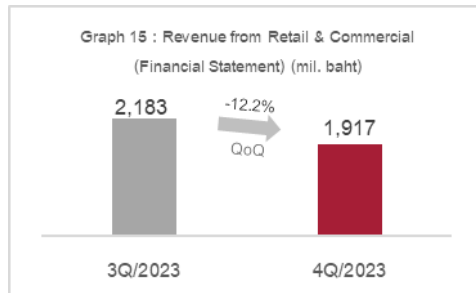 Graph 15 : Revenue from Retail & Commercial
(Financial Statement) (mil. baht)
2,183
-12.2%
1,917
QoQ
3Q/2023
4Q/2023